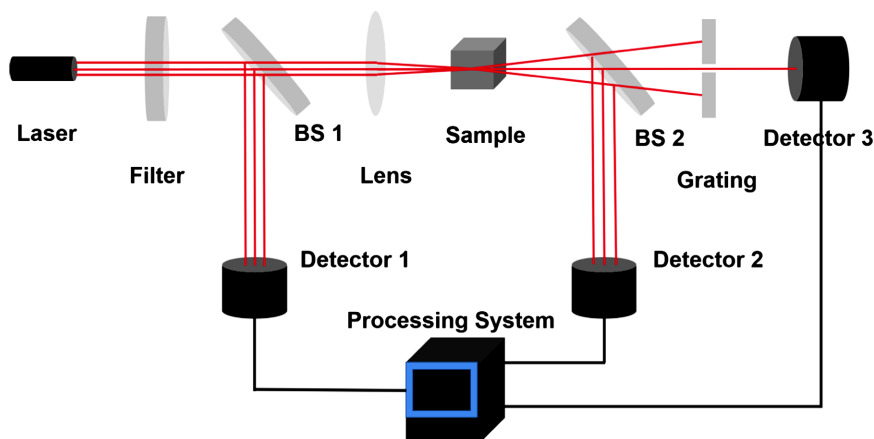 Laser
Filter
BS 1
Lens
Sample
BS 2
Grating
Detector 3
Detector 1
Detector 2
Processing System